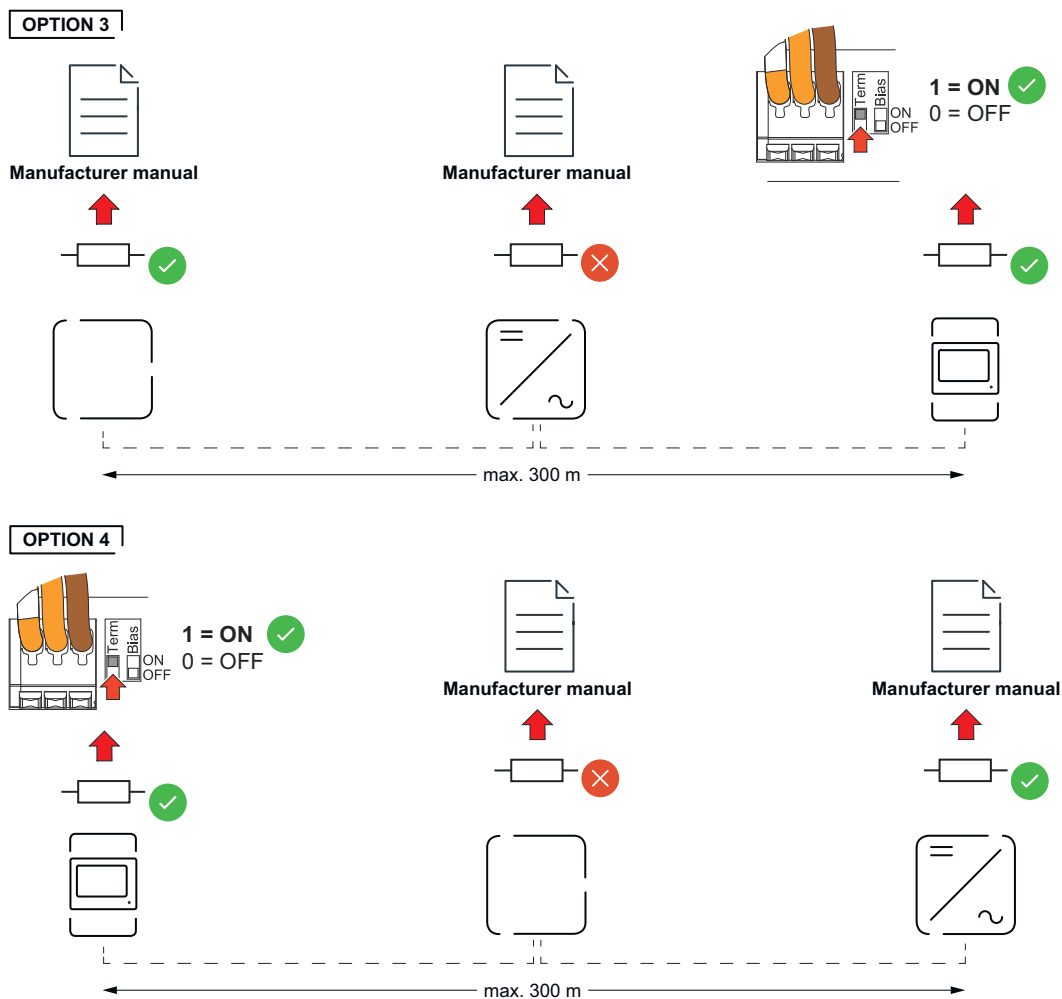 OPTION 3
Term
Bias
ON
OFF
1 = ON
0 = OFF
Manufacturer manual
Manufacturer manual
max. 300 m
OPTION 4
Term
Bias
ON
OFF
1 = ON
0 = OFF
Manufacturer manual
Manufacturer manual
max. 300 m